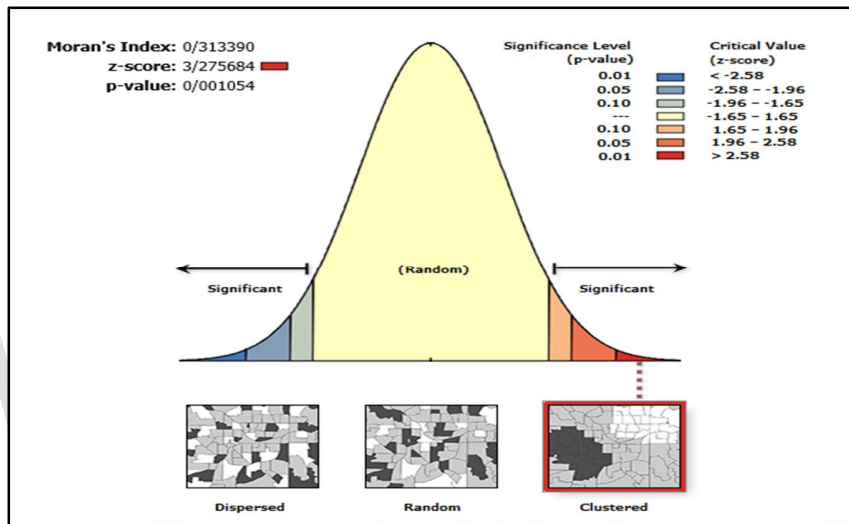 Moran's Index: 0/313390
z-score: 3/275684
p-value: 0/001054
Significance Level
(p-value)
Critical Value
(z-score)
0.01 < -2.58
0.05 -2.58 – -1.96
0.10 -1.96 – -1.65
--- -1.65 – 1.65
0.10 1.65 – 1.96
0.05 1.96 – 2.58
0.01 > 2.58
Significant
(Random)
Significant
Dispersed
Random
Clustered